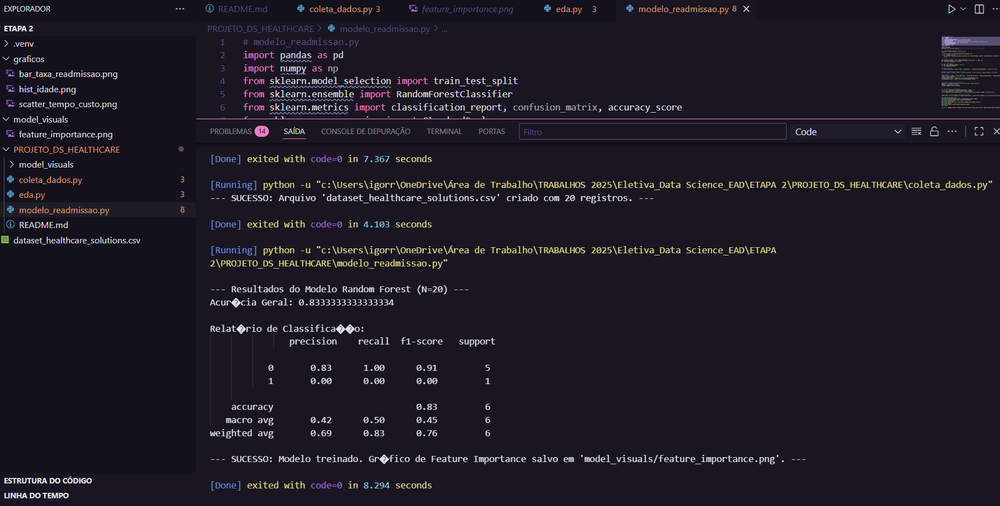 EXPLORADOR
ETAPA 2
.venv
graficos
bar_taxa_readmissao.png
hist_idade.png
scatter_tempo_custo.png
model_visuals
feature_importance.png
PROJETO_DS_HEALTHCARE
model_visuals
coleta_dados.py 3
eda.py 3
modelo_readmissao.py 8
README.md
dataset_healthcare_solutions.csv
ESTRUTURA DO CÓDIGO
LINHA DO TEMPO
README.md coleta_dados.py 3 feature_importance.png eda.py 3 modelo_readmissao.py 8
PROJETO_DS_HEALTHCARE > modelo_readmissao.py > ...
1 # modelo_readmissao.py
2 import pandas as pd
3 import numpy as np
4 from sklearn.model_selection import train_test_split
5 from sklearn.ensemble import RandomForestClassifier
6 from sklearn.metrics import classification_report, confusion_matrix, accuracy_score
PROBLEMAS 14 SAÍDA CONSOLE DE DEPURAÇÃO TERMINAL PORTAS Filtro Code
[Done] exited with code=0 in 7.367 seconds
[Running] python -u "c:\Users\igorr\OneDrive\Área de Trabalho\TRABALHOS 2025\Eletiva_Data Science_EAD\ETAPA 2\PROJETO_DS_HEALTHCARE\coleta_dados.py"
--- SUCESSO: Arquivo 'dataset_healthcare_solutions.csv' criado com 20 registros. ---
[Done] exited with code=0 in 4.103 seconds
[Running] python -u "c:\Users\igorr\OneDrive\Área de Trabalho\TRABALHOS 2025\Eletiva_Data Science_EAD\ETAPA
2\PROJETO_DS_HEALTHCARE\modelo_readmissao.py"
--- Resultados do Modelo Random Forest (N=20) ---
Acur�cia Geral: 0.8333333333333334
Relat�rio de Classifica��o:
precision recall f1-score support
0 0.83 1.00 0.91 5
1 0.00 0.00 0.00 1
accuracy 0.83 6
macro avg 0.42 0.50 0.45 6
weighted avg 0.69 0.83 0.76 6
--- SUCESSO: Modelo treinado. Gr�fico de Feature Importance salvo em 'model_visuals/feature_importance.png'. ---
[Done] exited with code=0 in 8.294 seconds